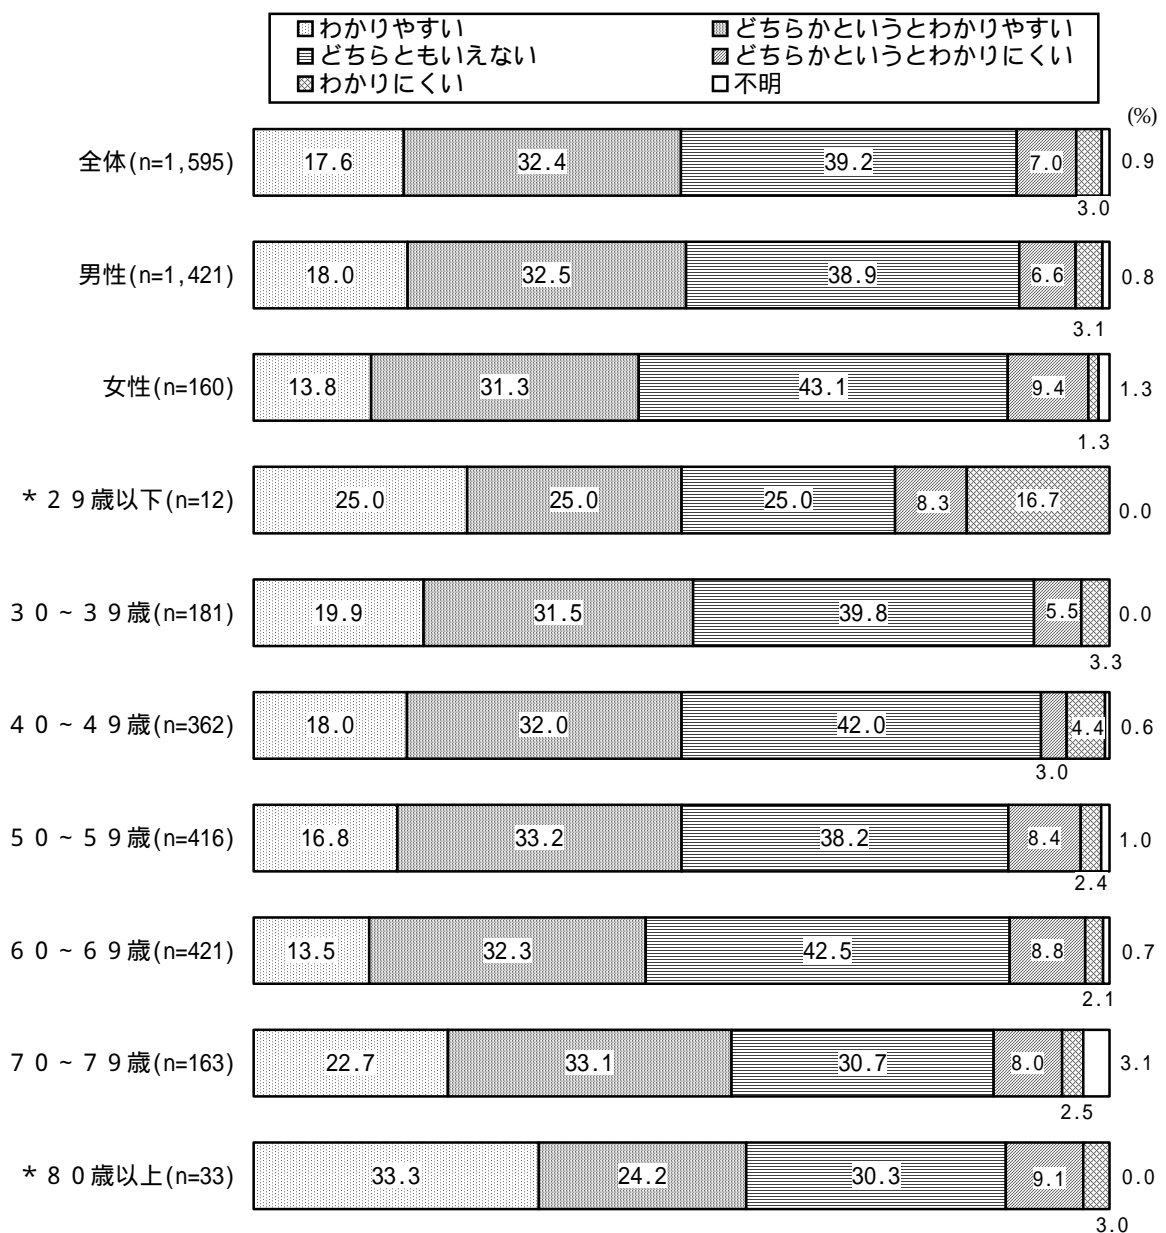 わかりやすい どちらかというとわかりやすい
どちらともいえない どちらかというとわかりにくい
わかりにくい 不明
(%)
全体(n=1,595) 17.6 32.4 39.2 7.0 0.9
3.0
男性(n=1,421) 18.0 32.5 38.9 6.6 0.8
3.1
女性(n=160) 13.8 31.3 43.1 9.4 1.3
1.3
*２９歳以下(n=12) 25.0 25.0 25.0 8.3 16.7 0.0
３０～３９歳(n=181) 19.9 31.5 39.8 5.5 0.0
3.3
４０～４９歳(n=362) 18.0 32.0 42.0 4.4 0.6
3.0
５０～５９歳(n=416) 16.8 33.2 38.2 8.4 1.0
2.4
６０～６９歳(n=421) 13.5 32.3 42.5 8.8 0.7
2.1
７０～７９歳(n=163) 22.7 33.1 30.7 8.0 3.1
2.5
*８０歳以上(n=33) 33.3 24.2 30.3 9.1 0.0
3.0